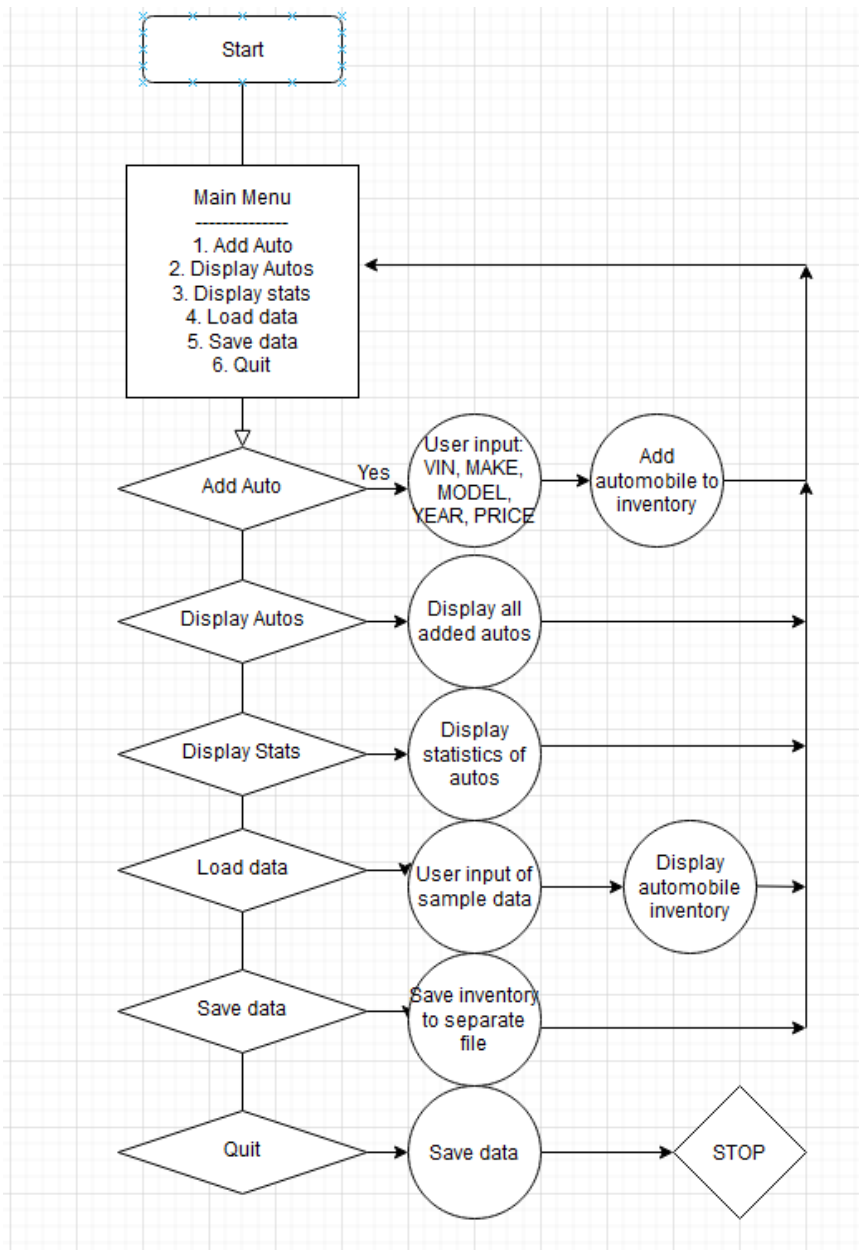 Start
Main Menu
--------------
1. Add Auto
2. Display Autos
3. Display stats
4. Load data
5. Save data
6. Quit
Add Auto
Yes
User input:
VIN, MAKE,
MODEL,
YEAR, PRICE
Add
automobile to
inventory
Display Autos
Display all
added autos
Display Stats
Display
statistics of
autos
Load data
User input of
sample data
Display
automobile
inventory
Save data
Save inventory
to separate
file
Quit
Save data
STOP